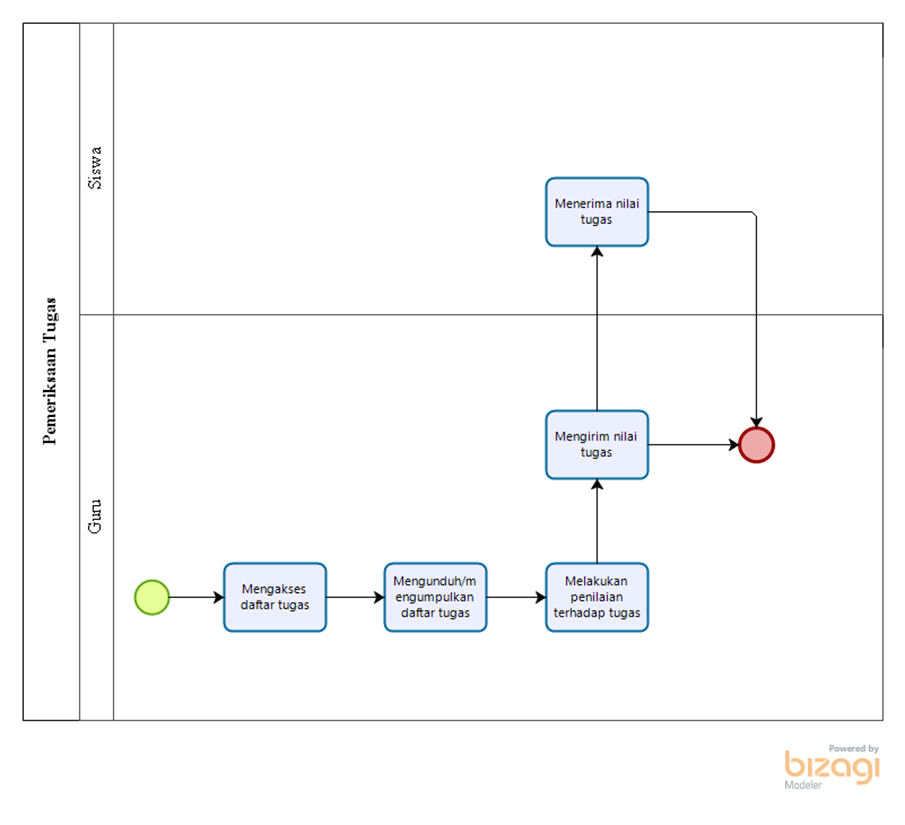 Pemeriksaan Tugas
Siswa
Menerima nilai
tugas
Guru
Mengirim nilai
tugas
Mengakses
daftar tugas
Mengunduh/m
engumpulkan
daftar tugas
Melakukan
penilaian
terhadap tugas
Powered by
bizagi
Modeler